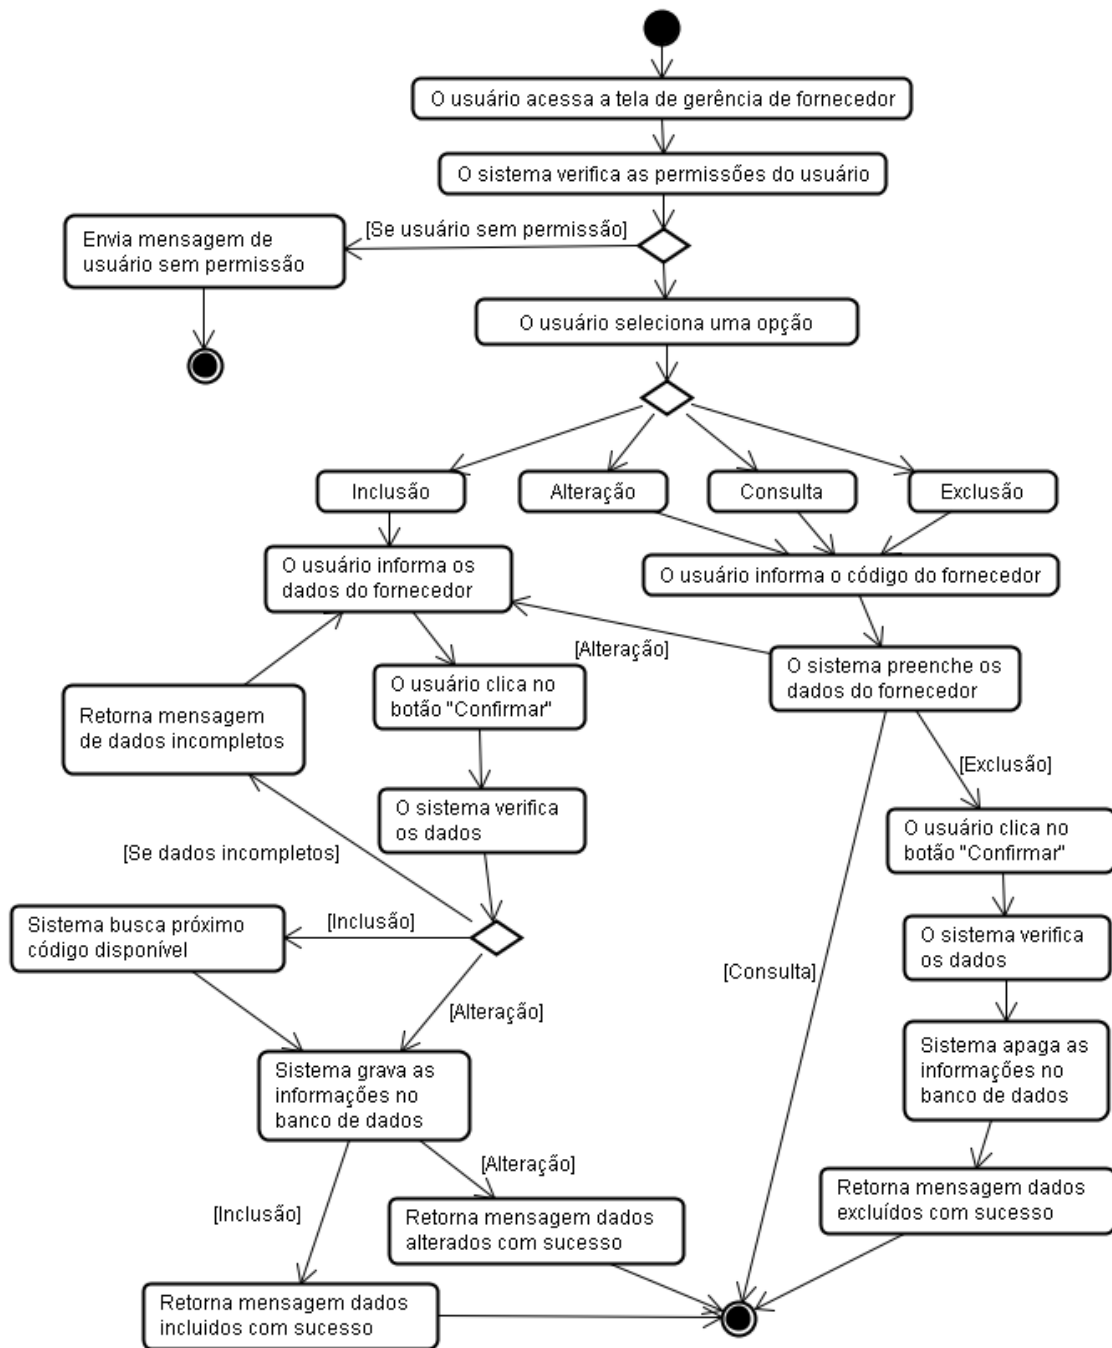 O usuário acessa a tela de gerência de fornecedor
O sistema verifica as permissões do usuário
[Se usuário sem permissão]
Envia mensagem de
usuário sem permissão
O usuário seleciona uma opção
Inclusão
Alteração
Consulta
Exclusão
O usuário informa os
dados do fornecedor
O usuário informa o código do fornecedor
[Alteração]
O sistema preenche os
dados do fornecedor
O usuário clica no
botão "Confirmar"
Retorna mensagem
de dados incompletos
[Exclusão]
O sistema verifica
os dados
O usuário clica no
botão "Confirmar"
[Se dados incompletos]
Sistema busca próximo
código disponível
[Inclusão]
O sistema verifica
os dados
[Consulta]
[Alteração]
Sistema grava as
informações no
banco de dados
Sistema apaga as
informações no
banco de dados
[Alteração]
[Inclusão]
Retorna mensagem dados
alterados com sucesso
Retorna mensagem dados
excluídos com sucesso
Retorna mensagem dados
incluidos com sucesso